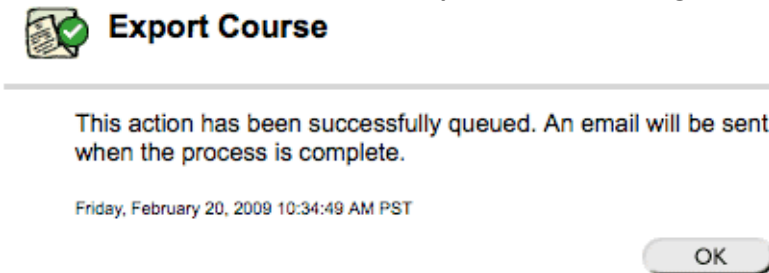 Export Course
This action has been successfully queued. An email will be sent
when the process is complete.
Friday, February 20, 2009 10:34:49 AM PST
OK